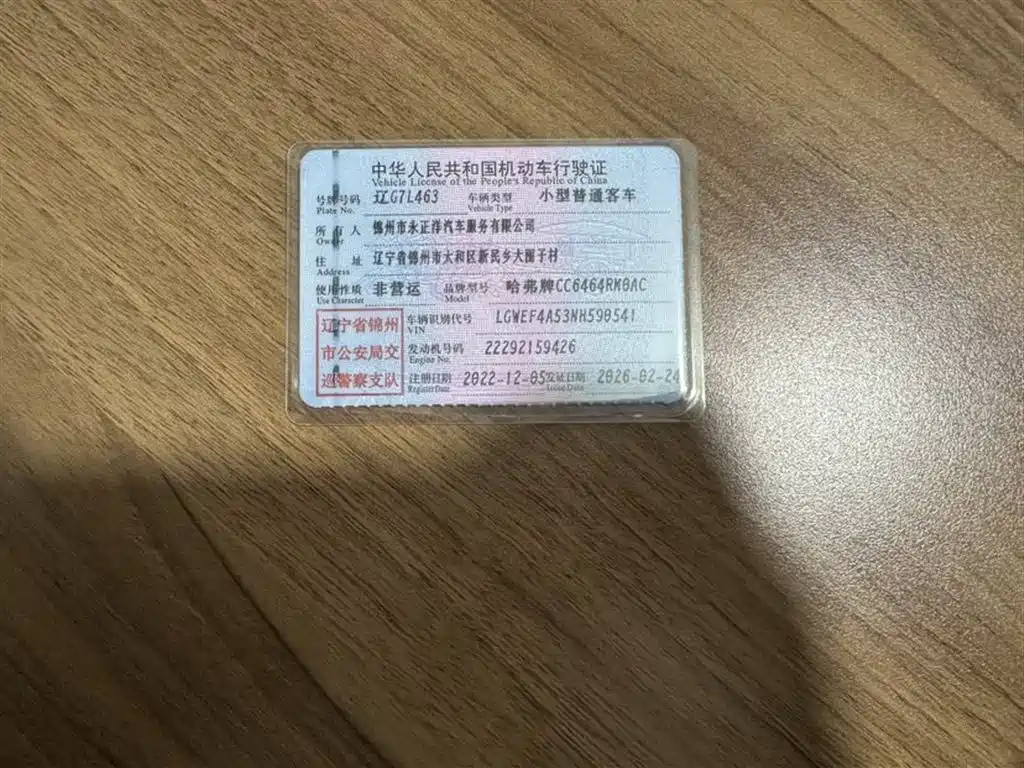 中华人民共和国机动车行驶证
Vehicle License of the People's Republic of China
号牌号码 辽G7L463 车辆类型 小型普通客车
Plate No. Vehicle Type
所有人 锦州市永正洋汽车服务有限公司
Owner
住址 辽宁省锦州市太和区新民乡大圈子村
Address
使用性质 非营运 品牌型号 哈弗牌CC6464RM0AC
Use Character Model
辽宁省锦州
市公安局交
巡警察支队
车辆识别代号 LGWEF4A53NH590541
VIN
发动机号码 22292159426
Engine No.
注册日期 2022-12-05 发证日期 2026-02-24
Register Date Issue Date